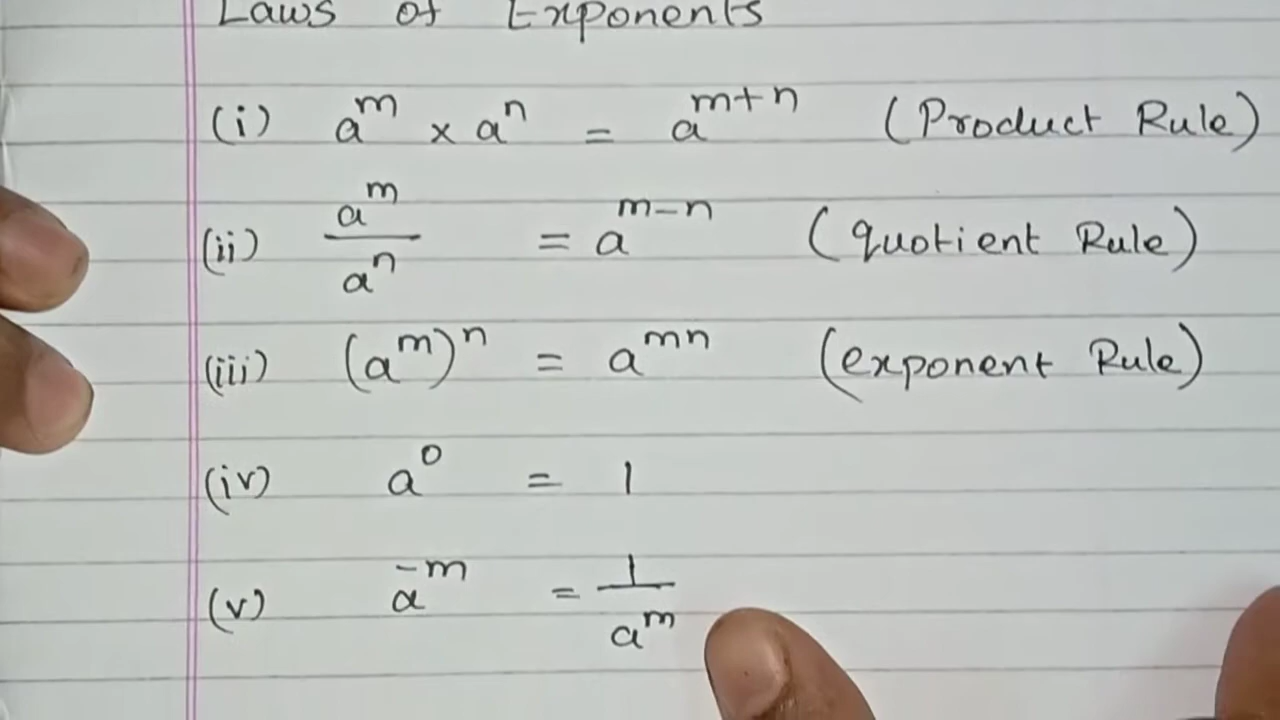 Laws of Exponents
(i) a^m × a^n = a^{m+n} (Product Rule)
(ii) a^m / a^n = a^{m-n} (quotient Rule)
(iii) (a^m)^n = a^{mn} (exponent Rule)
(iv) a^0 = 1
(v) a^{-m} = 1 / a^m